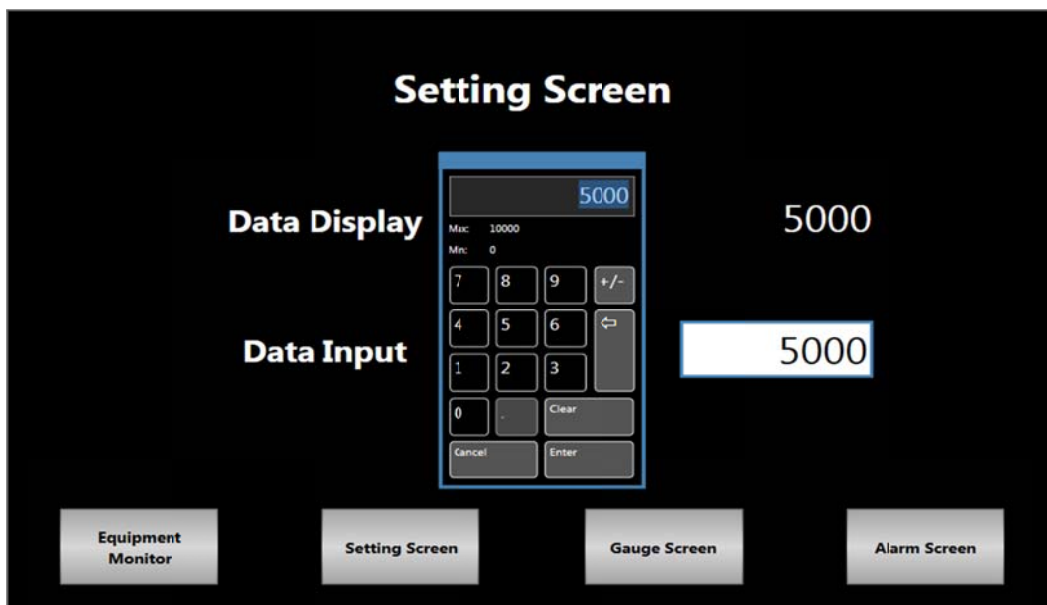 Setting Screen
5000
Data Display
5000
Max: 10000
Mn: 0
7 8 9 +/-
4 5 6
Data Input
5000
1 2 3
0 . Clear
Cancel Enter
Equipment
Monitor
Setting Screen
Gauge Screen
Alarm Screen